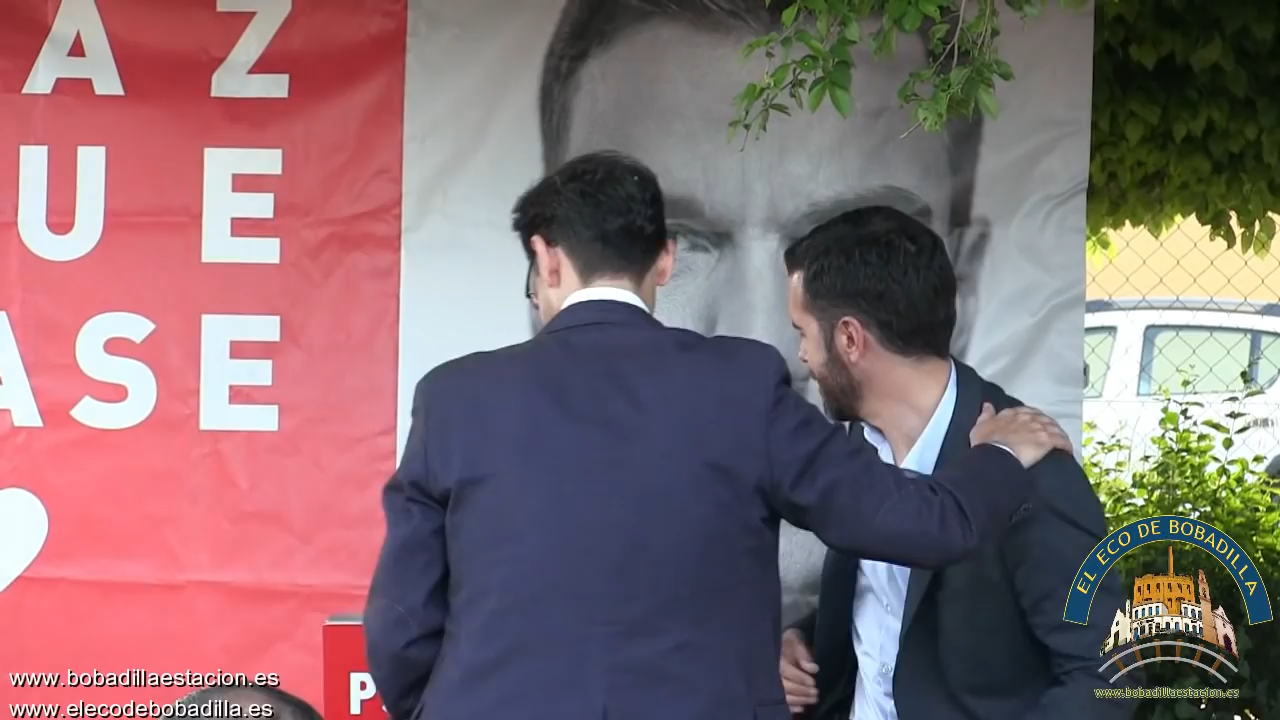 AZ
UE
ASE
P
EL ECO DE BOBADILLA
www.bobadillaestacion.es
www.bobadillaestacion.es
www.elecodebobadilla.es